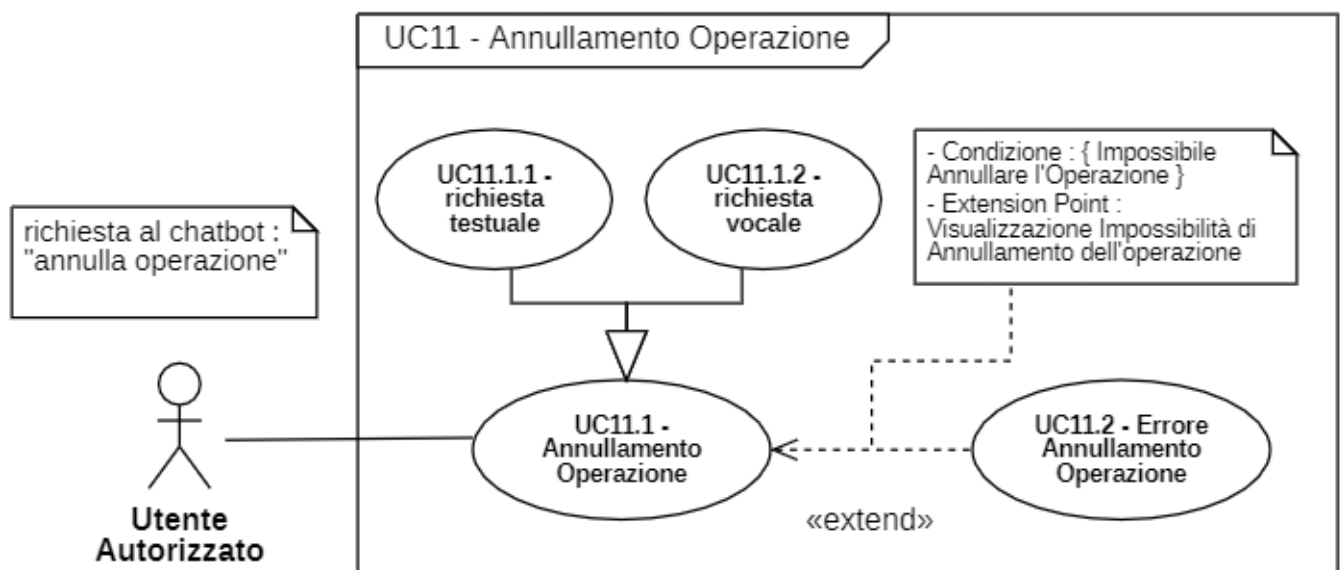 UC11 - Annullamento Operazione
UC11.1.1 -
richiesta
testuale
UC11.1.2 -
richiesta
vocale
- Condizione : { Impossibile
Annullare l'Operazione }
- Extension Point :
Visualizzazione Impossibilità di
Annullamento dell'operazione
richiesta al chatbot :
"annulla operazione"
UC11.1 -
Annullamento
Operazione
UC11.2 - Errore
Annullamento
Operazione
«extend»
Utente
Autorizzato